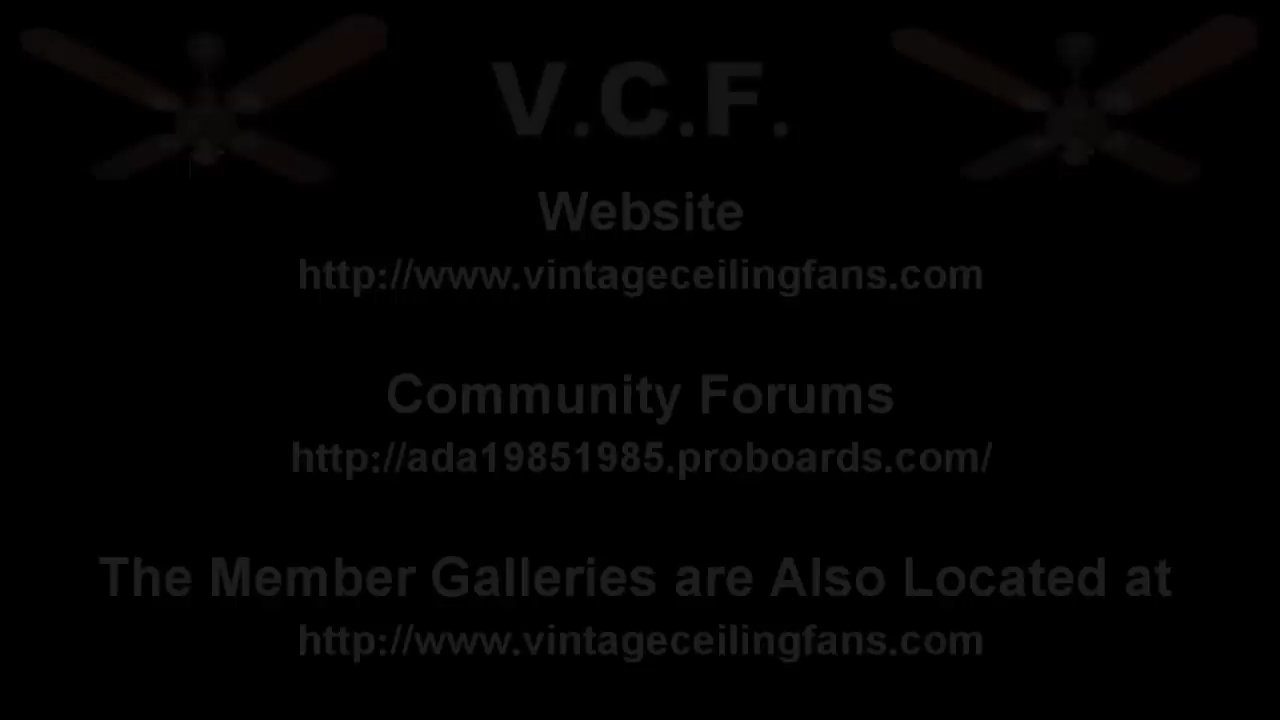 V.C.F.
Website
http://www.vintageceilingfans.com
Community Forums
http://ada19851985.proboards.com/
The Member Galleries are Also Located at
http://www.vintageceilingfans.com